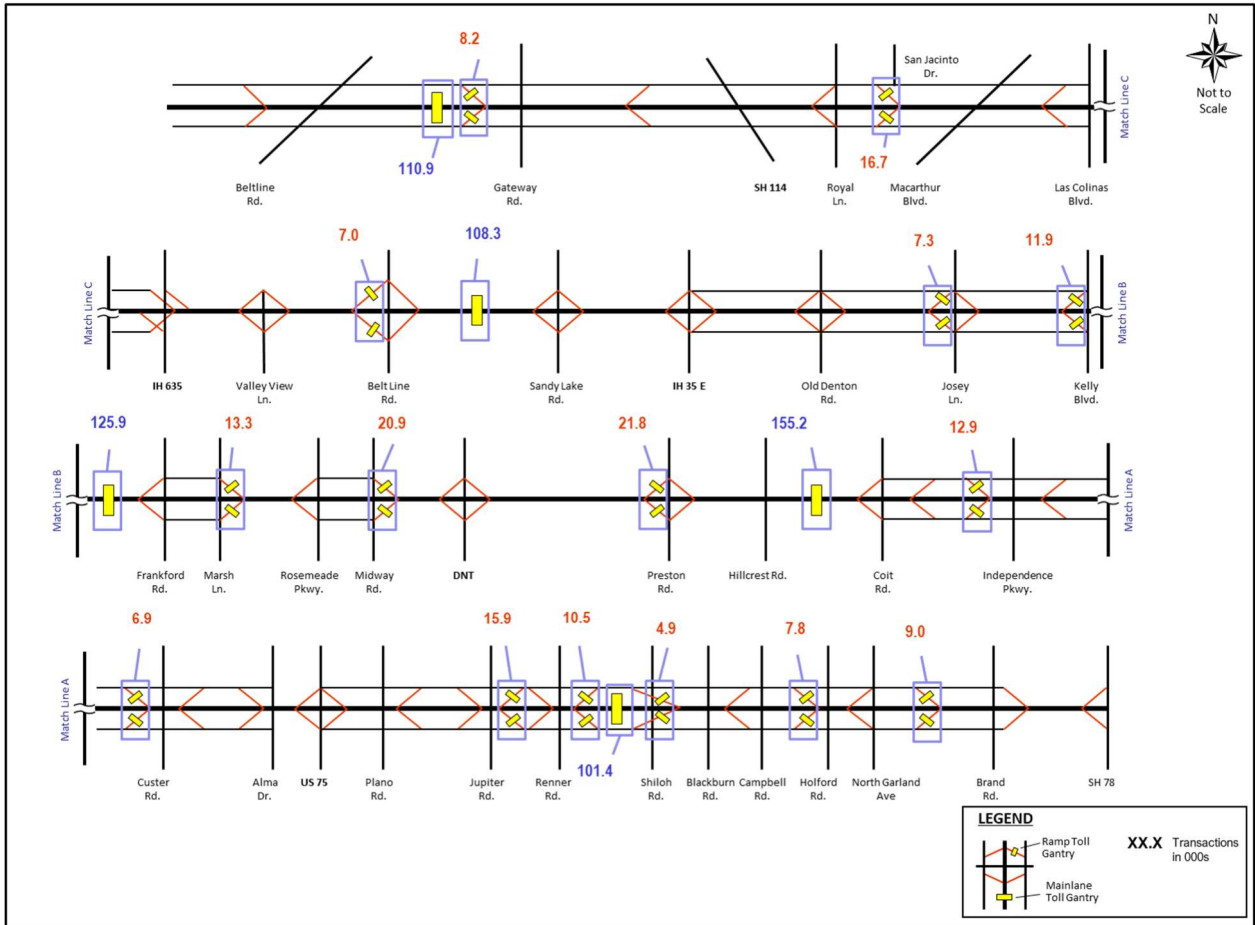 N
Not to
Scale
8.2
San Jacinto
Dr.
Match Line C
110.9
16.7
Beltline
Rd.
Gateway
Rd.
SH 114
Royal
Ln.
Macarthur
Blvd.
Las Colinas
Blvd.
7.0
108.3
7.3
11.9
Match Line C
Match Line B
IH 635
Valley View
Ln.
Belt Line
Rd.
Sandy Lake
Rd.
IH 35 E
Old Denton
Rd.
Josey
Ln.
Kelly
Blvd.
125.9
13.3
20.9
21.8
155.2
12.9
Match Line B
Match Line A
Frankford
Rd.
Marsh
Ln.
Rosemeade
Pkwy.
Midway
Rd.
DNT
Preston
Rd.
Hillcrest Rd.
Coit
Rd.
Independence
Pkwy.
6.9
15.9
10.5
4.9
7.8
9.0
Match Line A
101.4
Custer
Rd.
Alma
Dr.
US 75
Plano
Rd.
Jupiter
Rd.
Renner
Rd.
Shiloh
Rd.
Blackburn
Rd.
Campbell
Rd.
Holford
Rd.
North Garland
Ave
Brand
Rd.
SH 78
LEGEND
Ramp Toll
Gantry
XX.X Transactions
in 000s
Mainlane
Toll Gantry